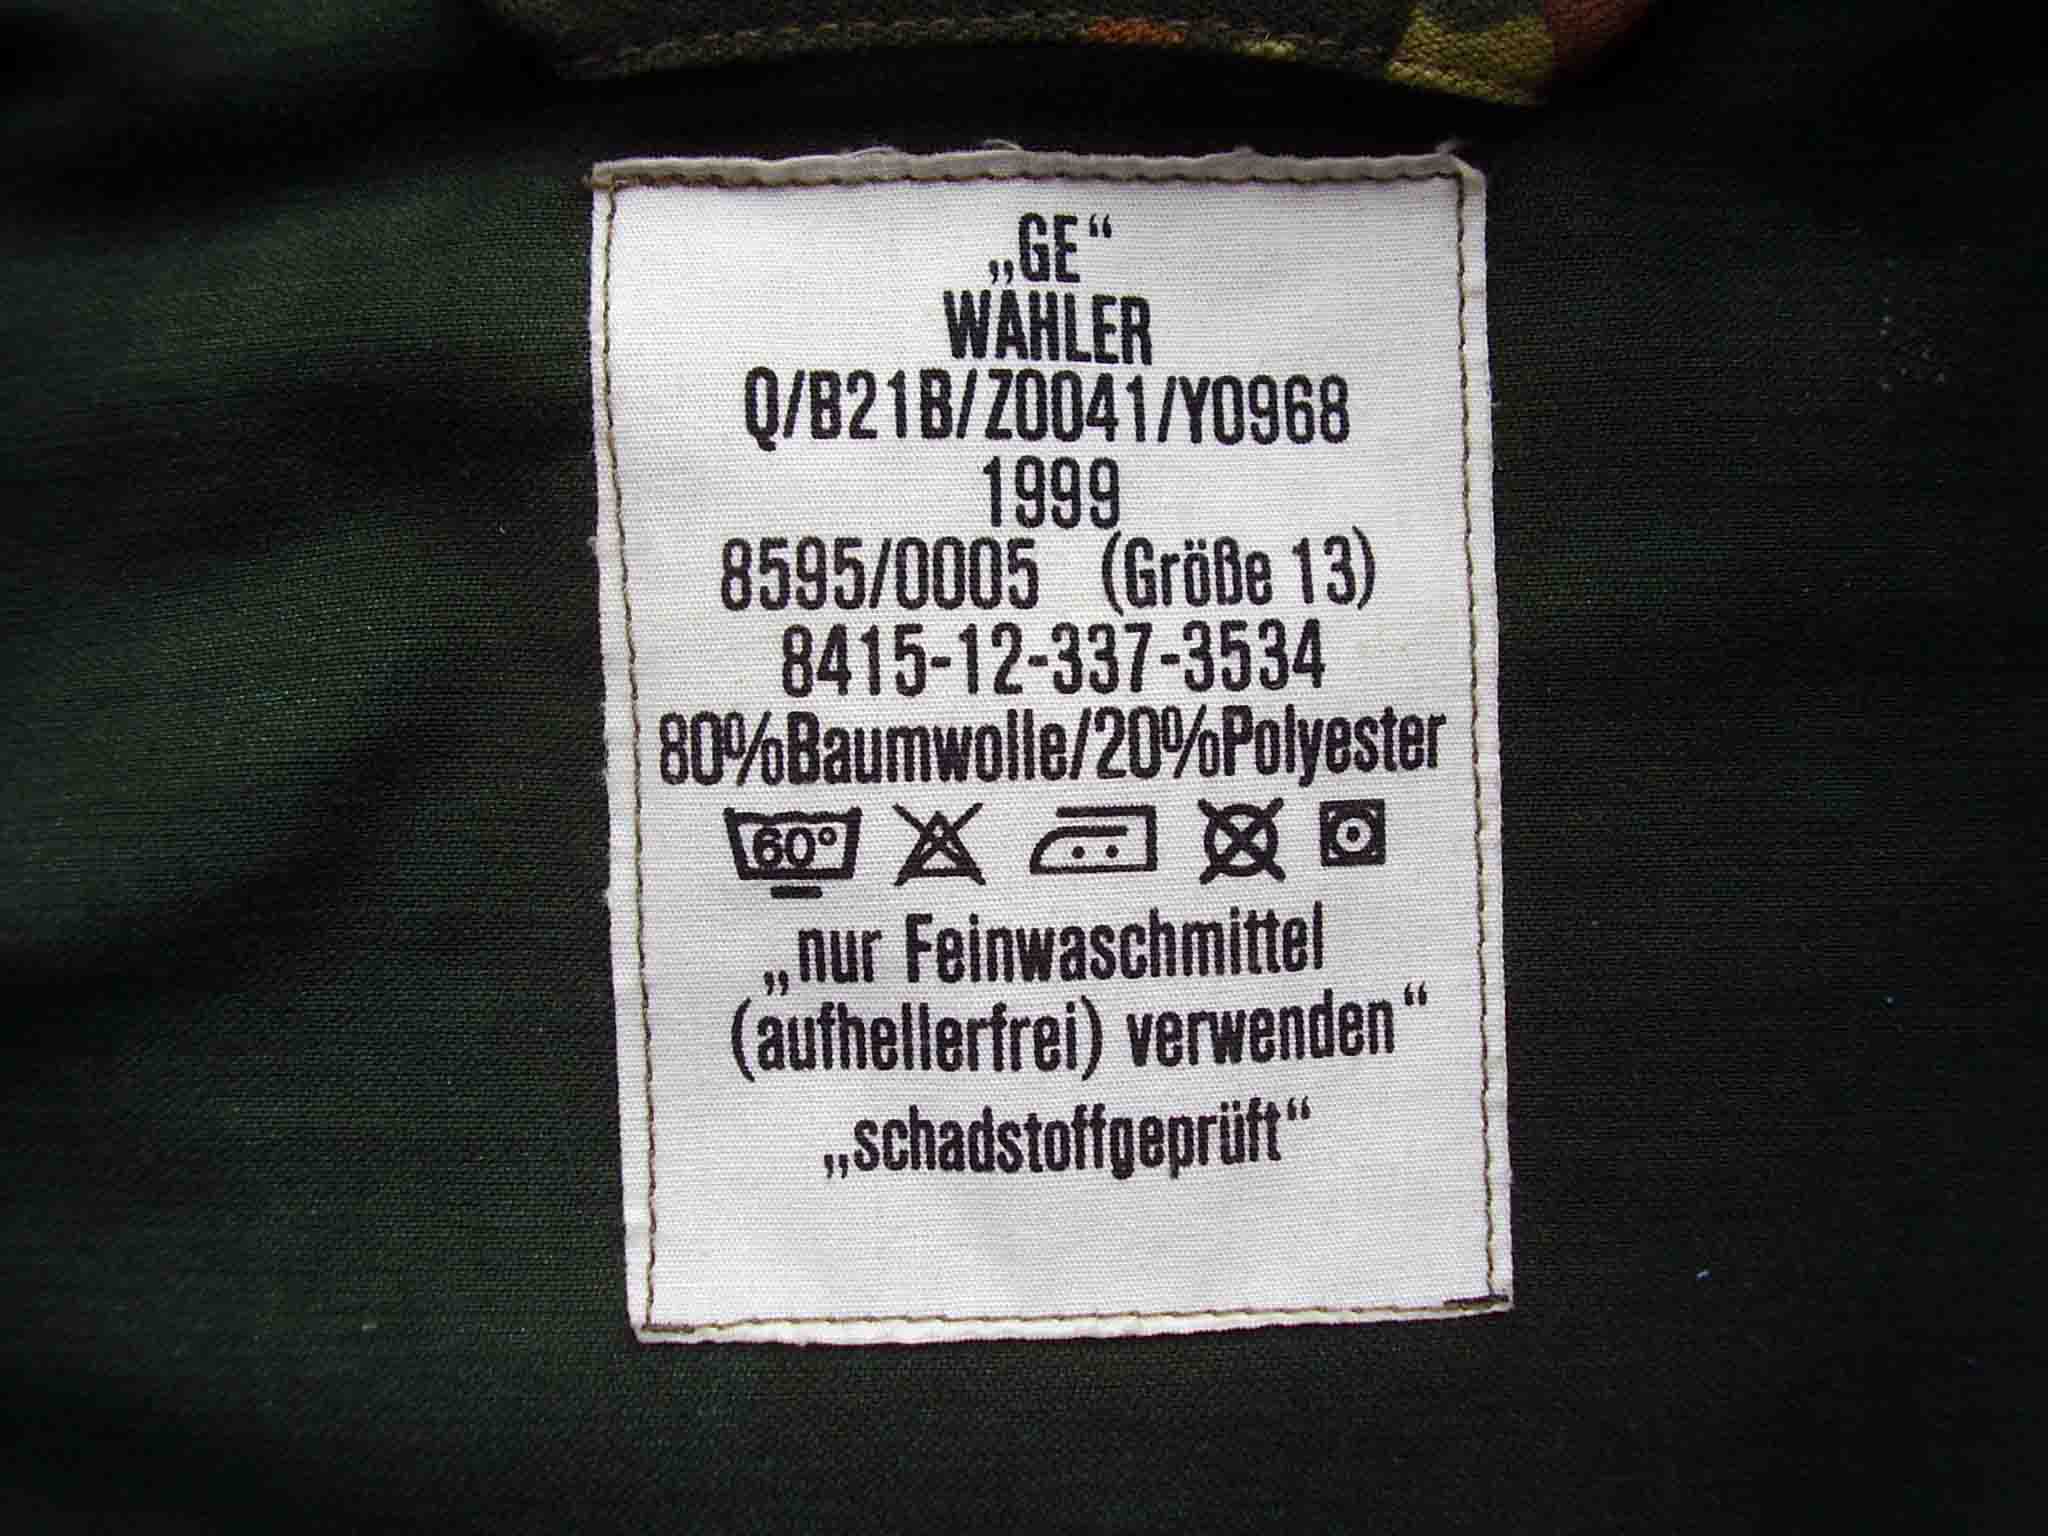 „GE“
WAHLER
Q/B21B/Z0041/Y0968
1999
8595/0005 (Größe 13)
8415-12-337-3534
80%Baumwolle/20%Polyester
60°
„nur Feinwaschmittel
(aufhellerfrei) verwenden“
„schadstoffgeprüft“